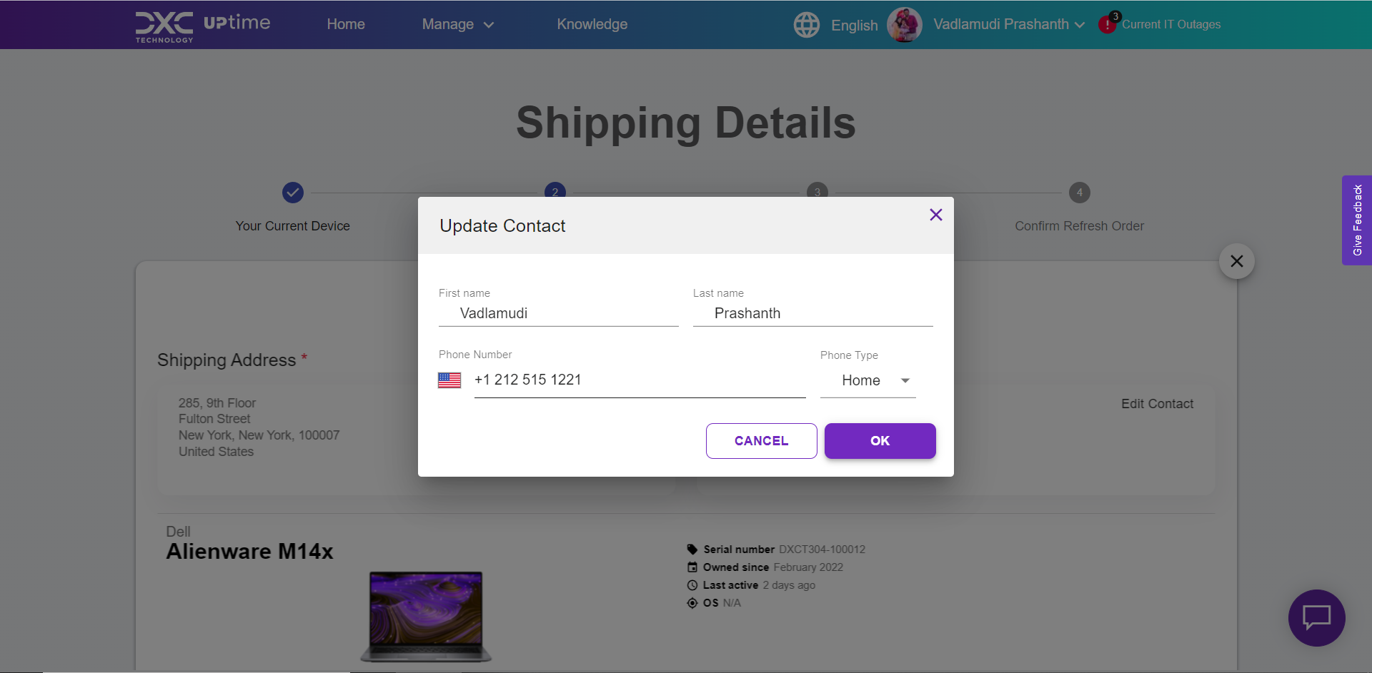 DXC TECHNOLOGY UPtime Home Manage Knowledge English Vadlamudi Prashanth 3 Current IT Outages
Shipping Details
2 3 4
Your Current Device Confirm Refresh Order
Give Feedback
Update Contact
First name Last name
Vadlamudi Prashanth
Phone Number Phone Type
+1 212 515 1221 Home
CANCEL OK
Shipping Address *
285, 9th Floor
Fulton Street
New York, New York, 100007
United States
Edit Contact
Dell
Alienware M14x
Serial number DXCT304-100012
Owned since February 2022
Last active 2 days ago
OS N/A